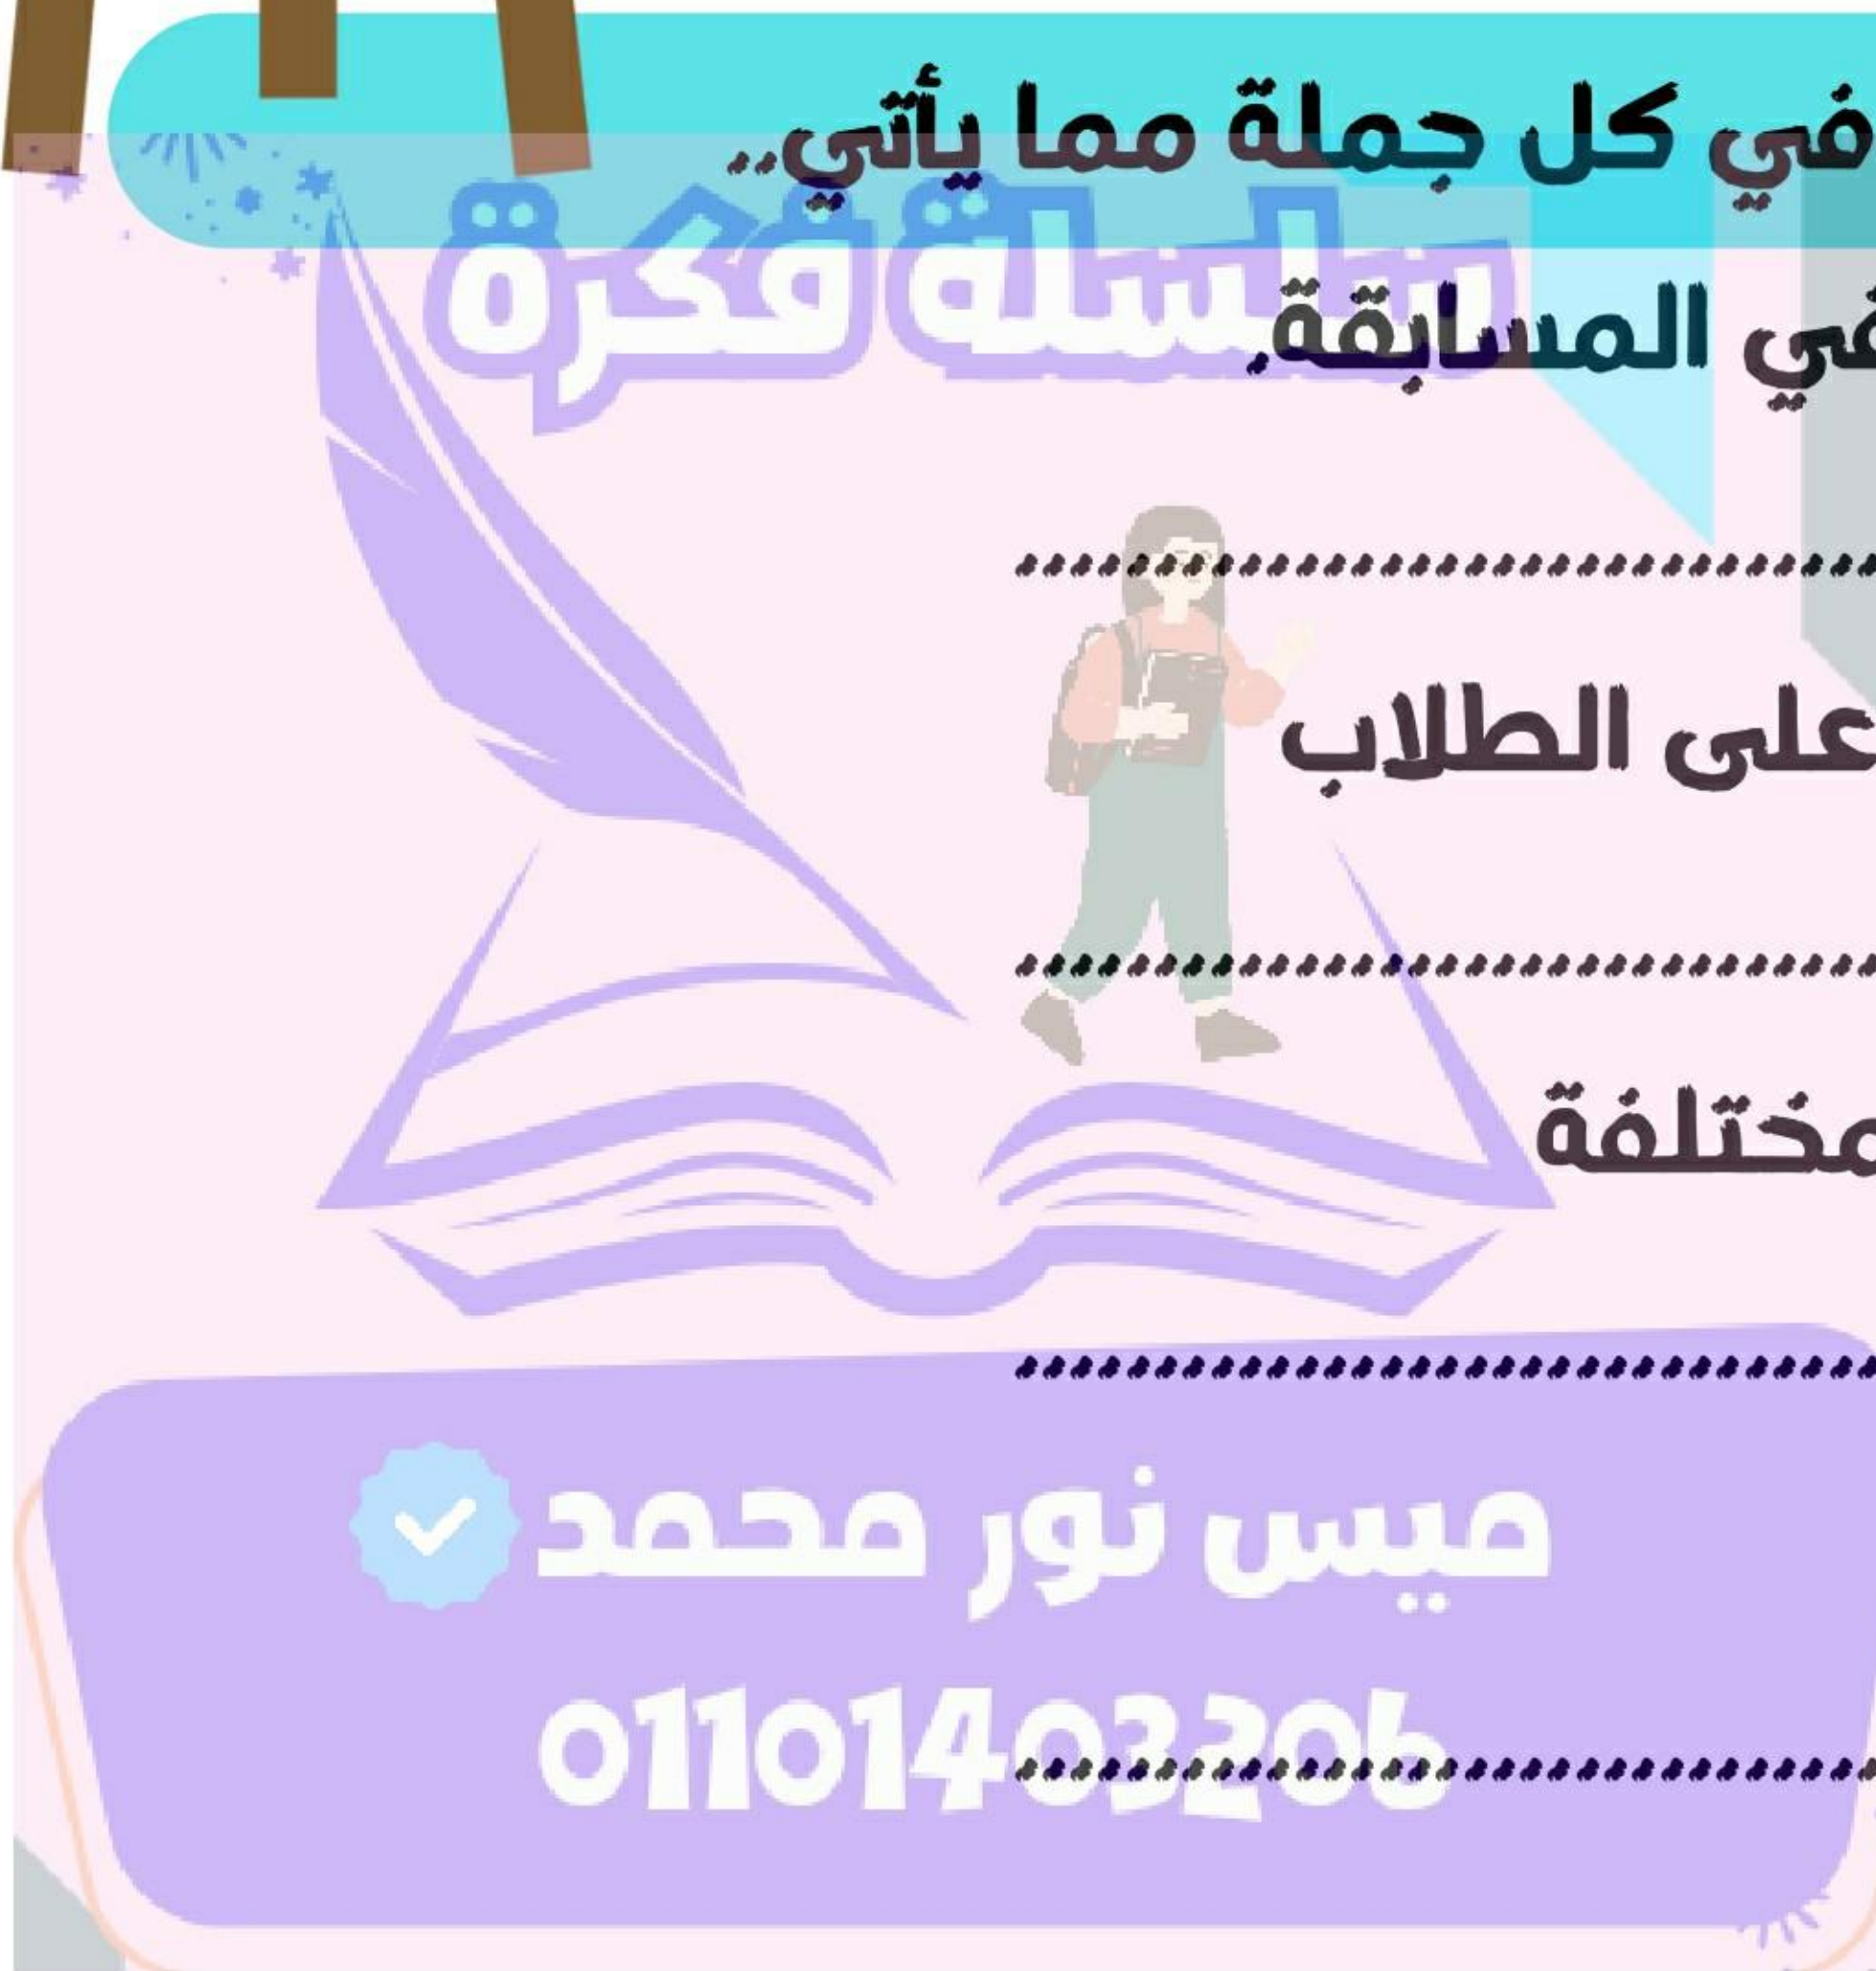 في كل جملة مما يأتي..
سلسلة فكرة
في المسابقة.
على الطلاب
مختلفة
ميس نور محمد
01101403206